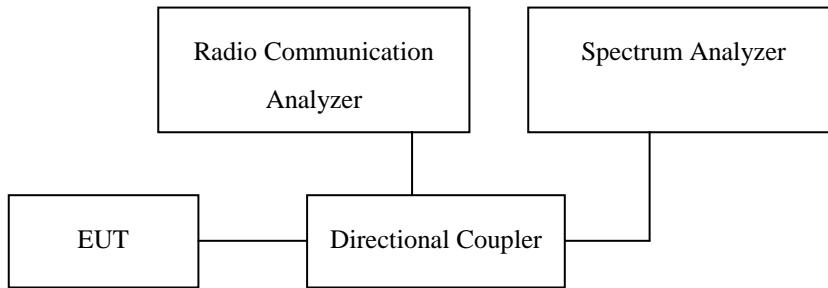 Radio Communication
Analyzer
Spectrum Analyzer
EUT
Directional Coupler